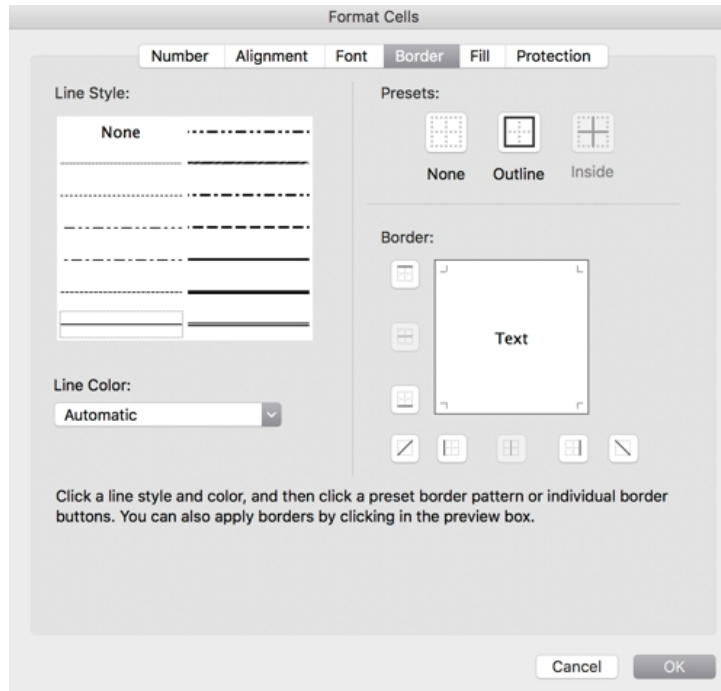 Format Cells
Number Alignment Font Border Fill Protection
Line Style:
None
Line Color:
Automatic
Presets:
None Outline Inside
Border:
Text
Click a line style and color, and then click a preset border pattern or individual border
buttons. You can also apply borders by clicking in the preview box.
Cancel OK